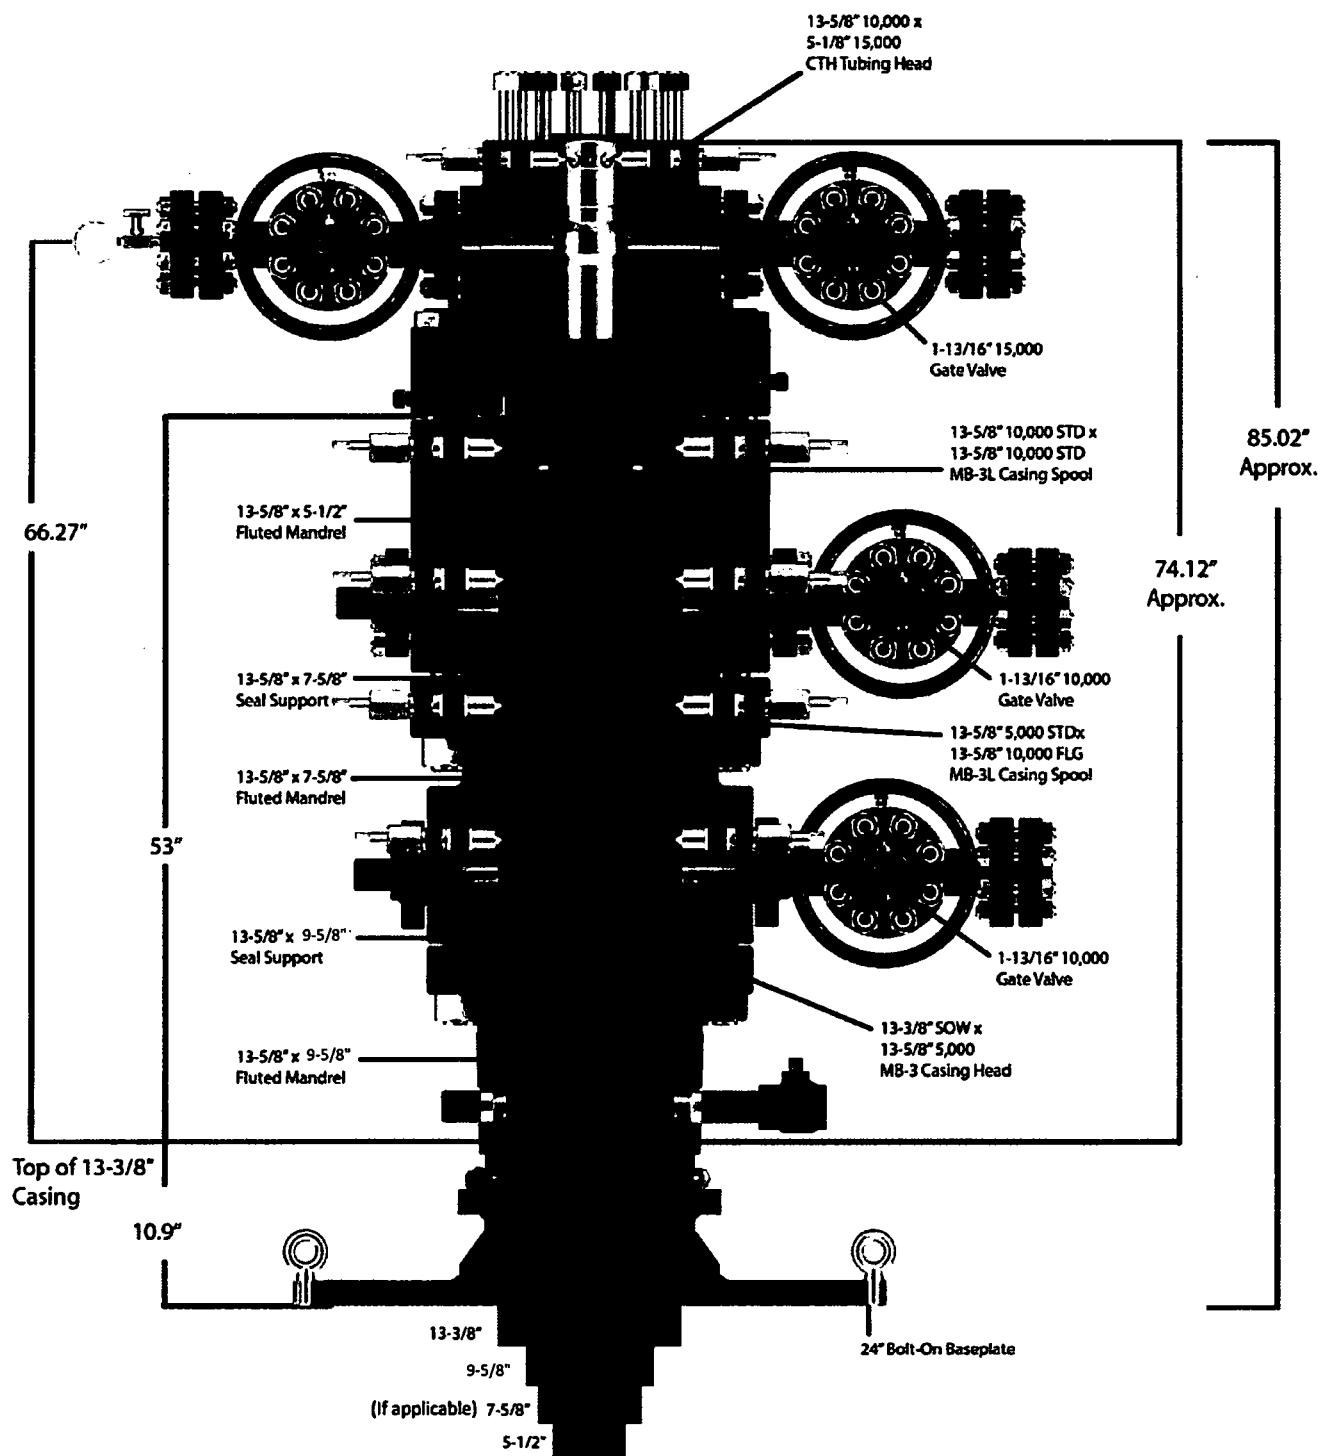 13-5/8" 10,000 x
5-1/8" 15,000
CTH Tubing Head
1-13/16" 15,000
Gate Valve
13-5/8" 10,000 STD x
13-5/8" 10,000 STD
MB-3L Casing Spool
85.02"
Approx.
13-5/8" x 5-1/2"
Fluted Mandrel
66.27"
74.12"
Approx.
13-5/8" x 7-5/8"
Seal Support
1-13/16" 10,000
Gate Valve
13-5/8" 5,000 STDx
13-5/8" 10,000 FLG
MB-3L Casing Spool
13-5/8" x 7-5/8"
Fluted Mandrel
53"
13-5/8" x 9-5/8"
Seal Support
1-13/16" 10,000
Gate Valve
13-3/8" SOW x
13-5/8" 5,000
MB-3 Casing Head
13-5/8" x 9-5/8"
Fluted Mandrel
Top of 13-3/8"
Casing
10.9"
13-3/8"
24" Bolt-On Baseplate
9-5/8"
(If applicable) 7-5/8"
5-1/2"